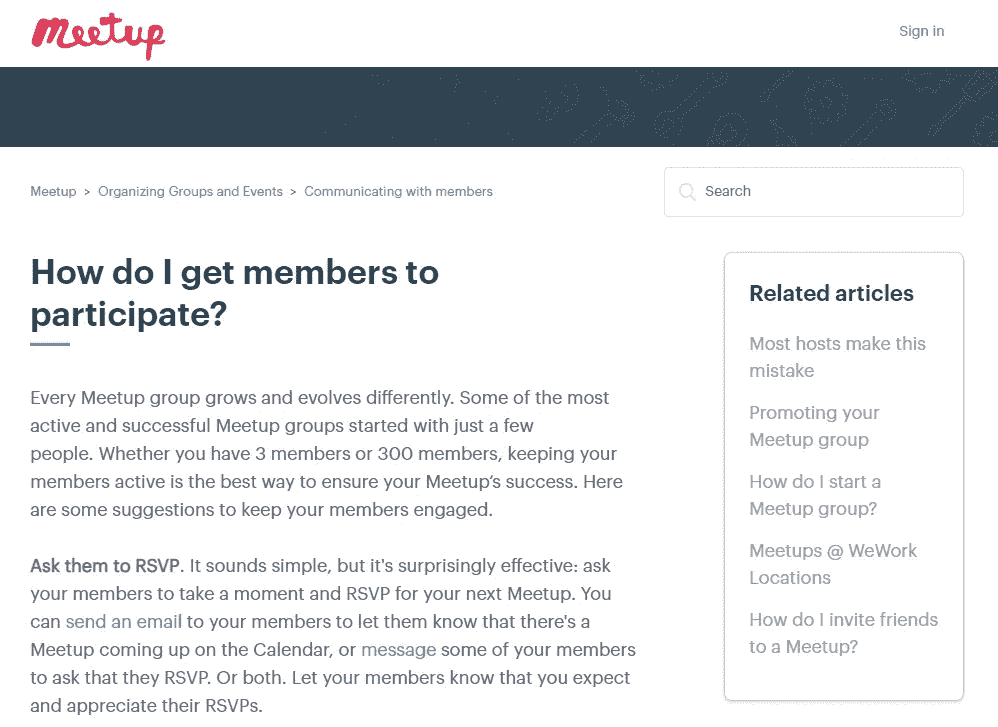 Meetup
Sign in
Meetup > Organizing Groups and Events > Communicating with members
Search
How do I get members to
participate?
Every Meetup group grows and evolves differently. Some of the most
active and successful Meetup groups started with just a few
people. Whether you have 3 members or 300 members, keeping your
members active is the best way to ensure your Meetup’s success. Here
are some suggestions to keep your members engaged.
Ask them to RSVP. It sounds simple, but it's surprisingly effective: ask
your members to take a moment and RSVP for your next Meetup. You
can send an email to your members to let them know that there's a
Meetup coming up on the Calendar, or message some of your members
to ask that they RSVP. Or both. Let your members know that you expect
and appreciate their RSVPs.
Related articles
Most hosts make this
mistake
Promoting your
Meetup group
How do I start a
Meetup group?
Meetups @ WeWork
Locations
How do I invite friends
to a Meetup?